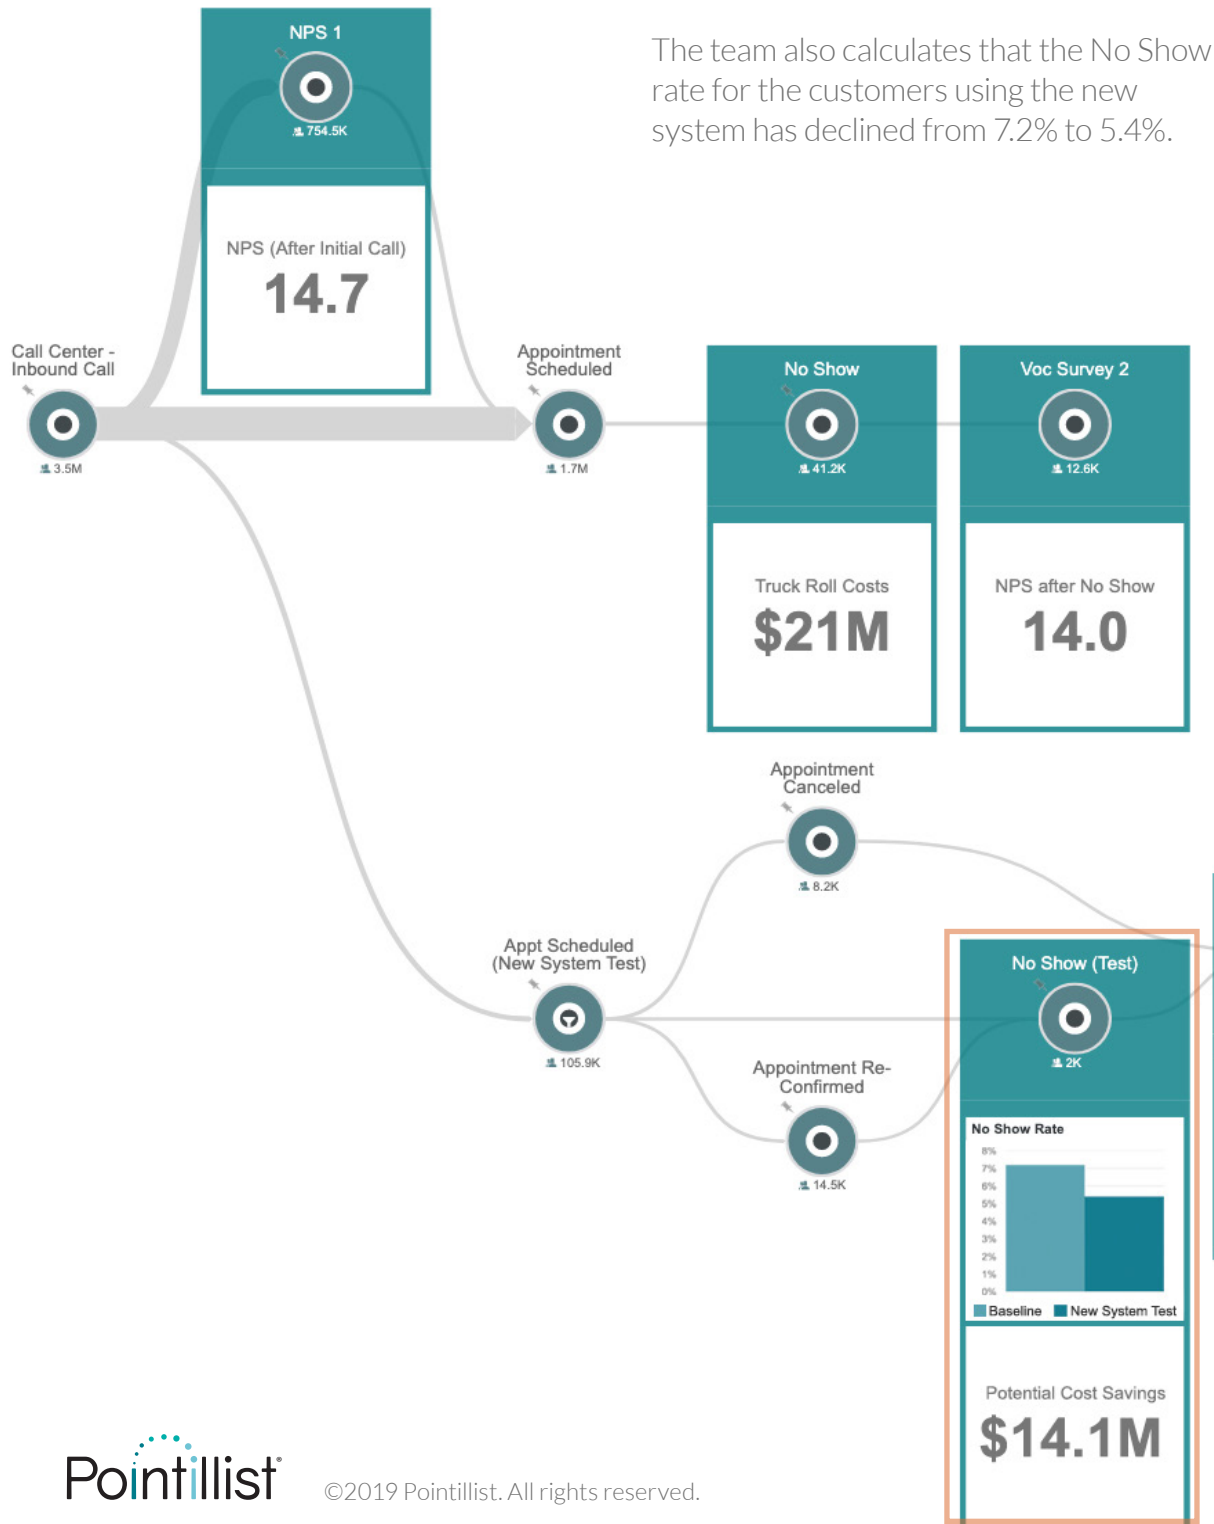 NPS 1
754.5K
NPS (After Initial Call)
14.7
The team also calculates that the No Show
rate for the customers using the new
system has declined from 7.2% to 5.4%.
Call Center -
Inbound Call
3.5M
Appointment
Scheduled
1.7M
No Show
41.2K
Truck Roll Costs
$21M
Voc Survey 2
12.6K
NPS after No Show
14.0
Appointment
Canceled
8.2K
Appt Scheduled
(New System Test)
105.9K
Appointment Re-
Confirmed
14.5K
No Show (Test)
2K
No Show Rate
8%
7%
6%
5%
4%
3%
2%
1%
0%
Baseline New System Test
Potential Cost Savings
$14.1M
Pointillist®
©2019 Pointillist. All rights reserved.